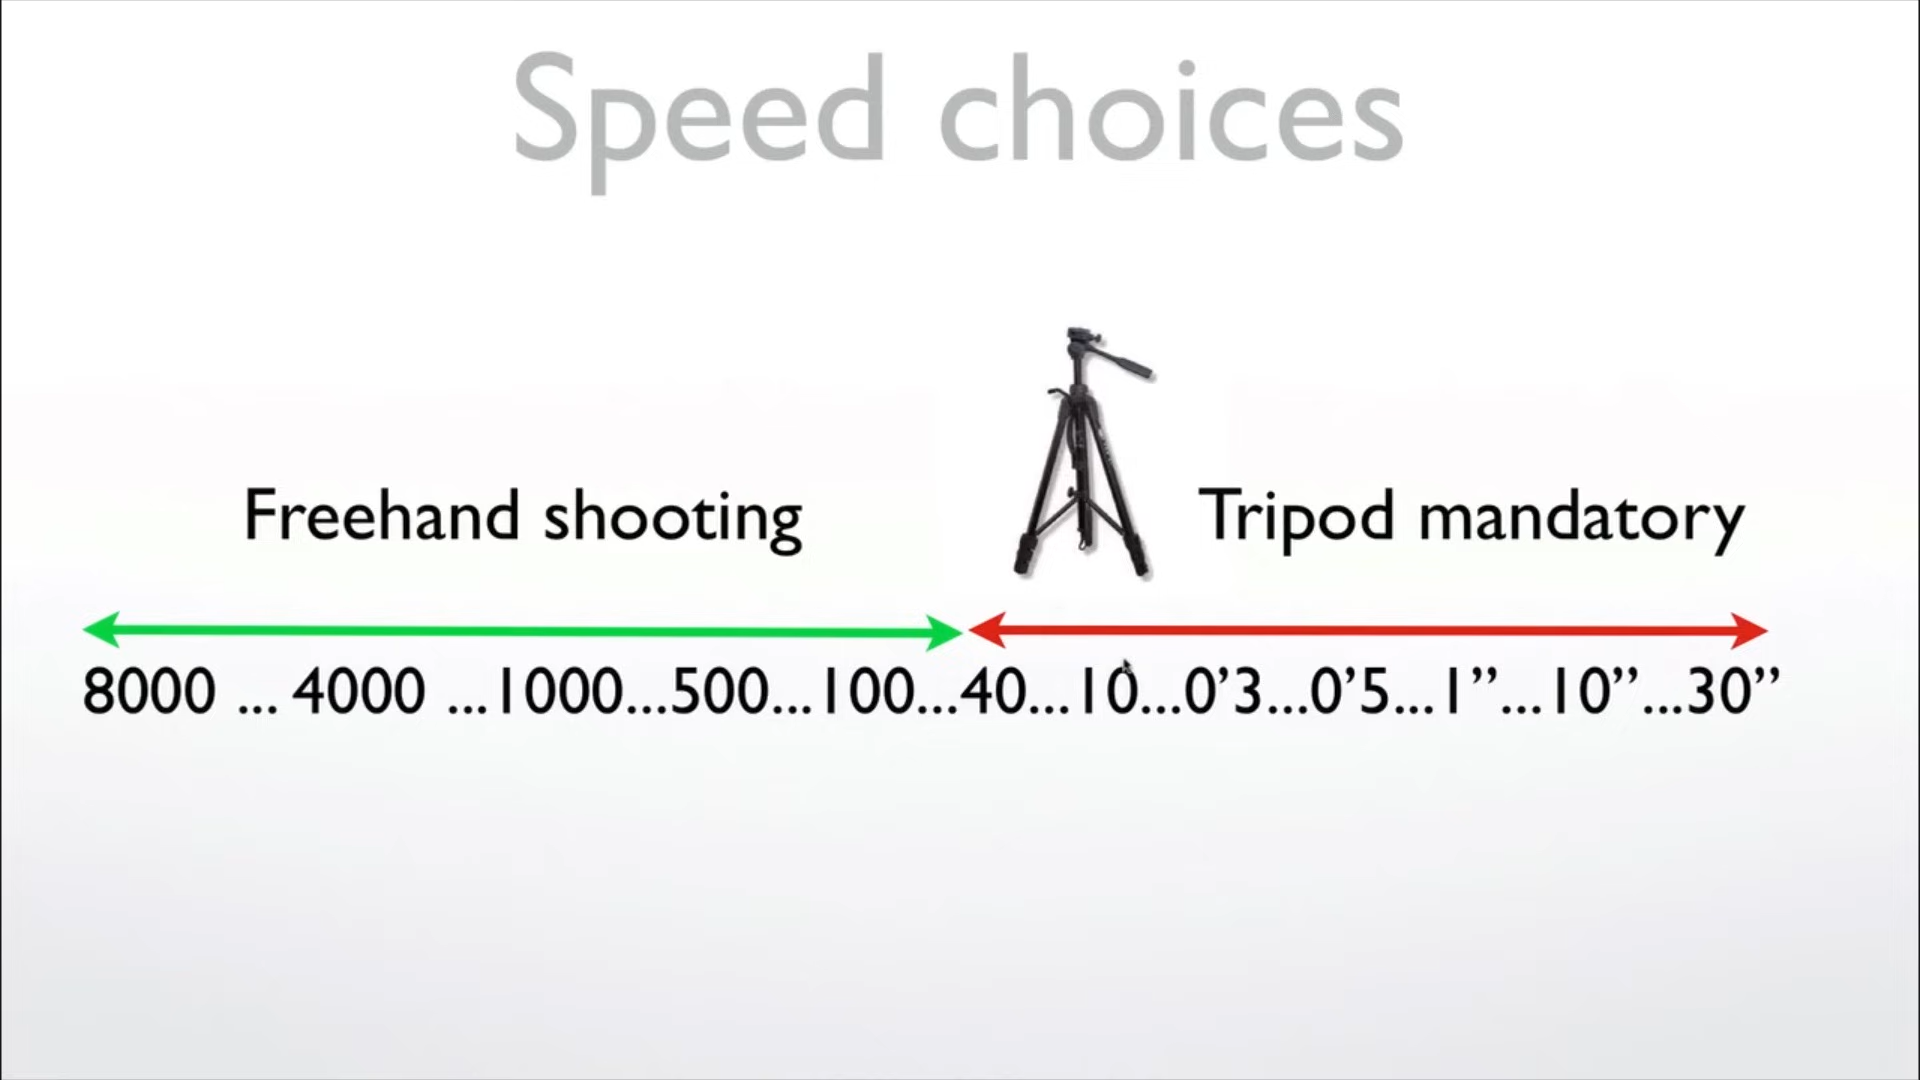 Speed choices
Freehand shooting
Tripod mandatory
8000 ... 4000 ...1000...500...100...40...10...0’3...0’5...1”...10”...30”